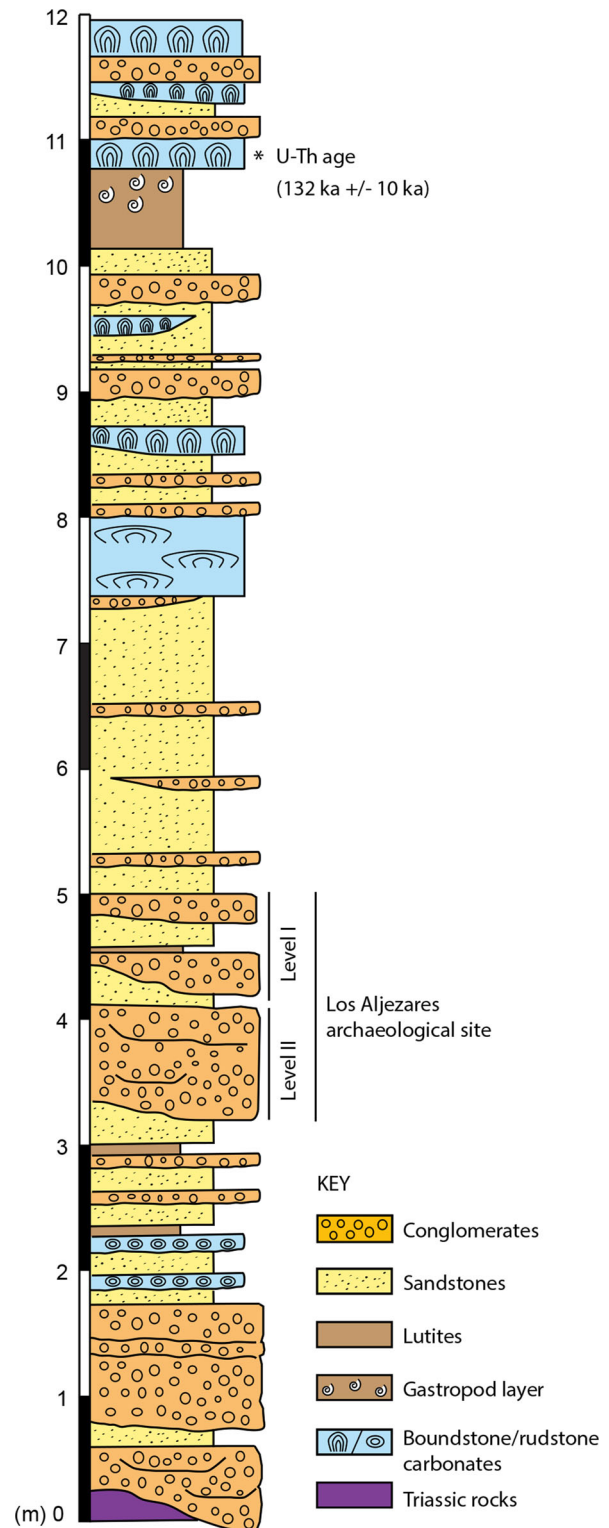 12
11
* U-Th age
(132 ka +/- 10 ka)
10
9
8
7
6
5
Level I
Los Aljezares
archaeological site
4
Level II
3
KEY
Conglomerates
Sandstones
2
Lutites
Gastropod layer
1
Boundstone/rudstone
carbonates
Triassic rocks
(m) 0